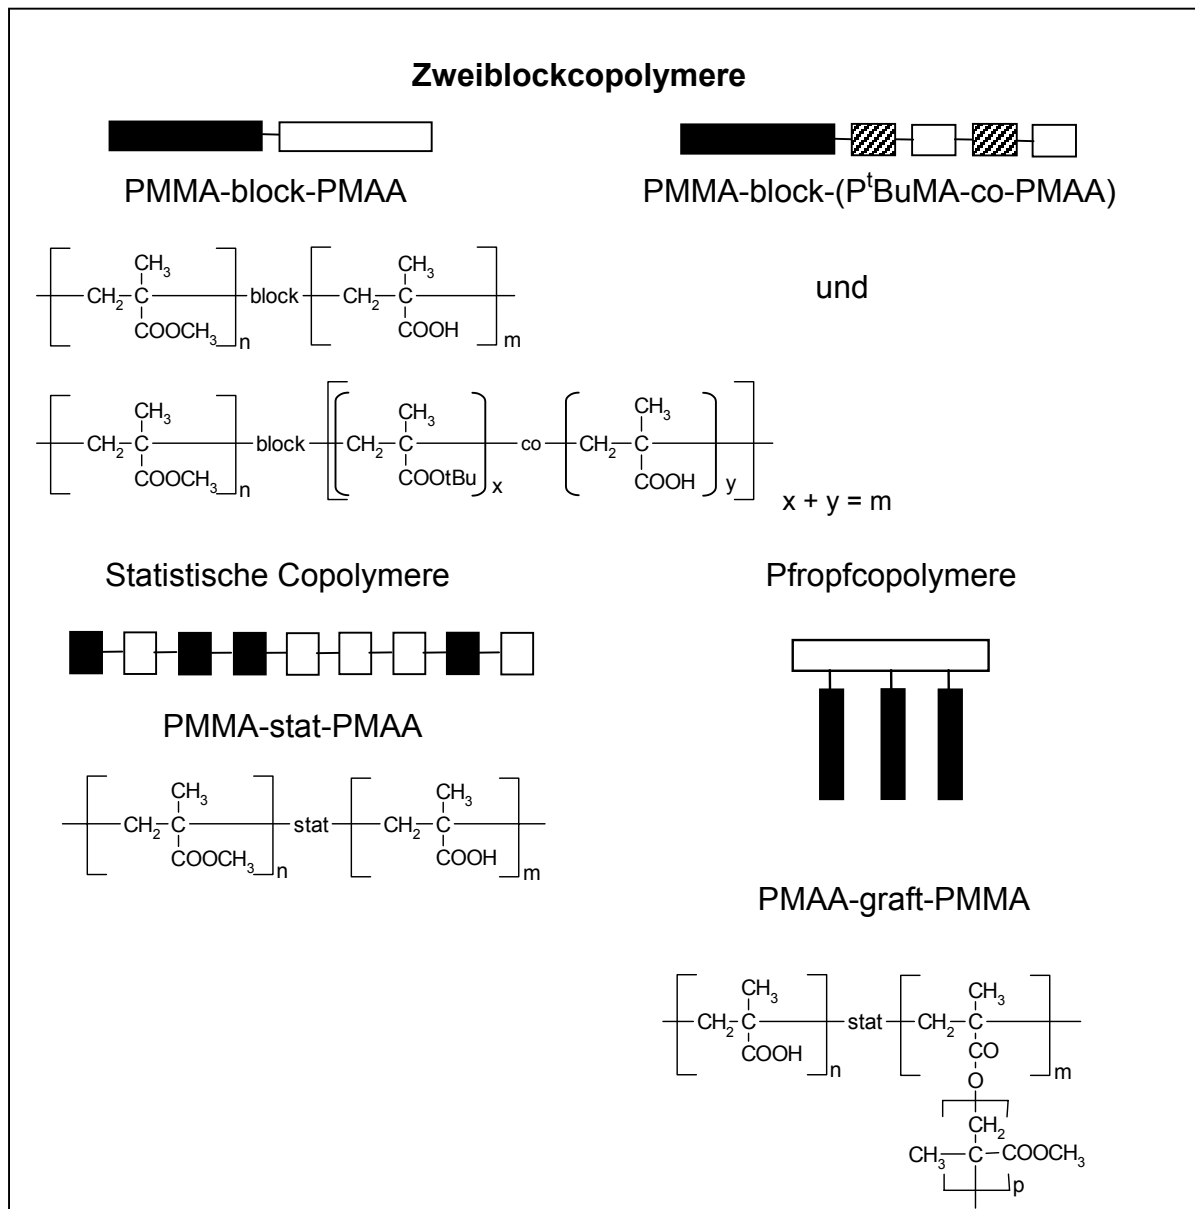 Zweiblockcopolymere
PMMA-block-PMAA
PMMA-block-(PᵗBuMA-co-PMAA)
CH₃ CH₃
CH₂ C block CH₂ C
COOCH₃ n COOH m
und
CH₃ CH₃ CH₃
CH₂ C block CH₂ C co CH₂ C
COOCH₃ n COOtBu x COOH y
x + y = m
Statistische Copolymere
Pfropfcopolymere
PMMA-stat-PMAA
CH₃ CH₃
CH₂ C stat CH₂ C
COOCH₃ n COOH m
PMAA-graft-PMMA
CH₃ CH₃
CH₂ C stat CH₂ C
COOH n CO m
O
CH₂
CH₃ C COOCH₃
p